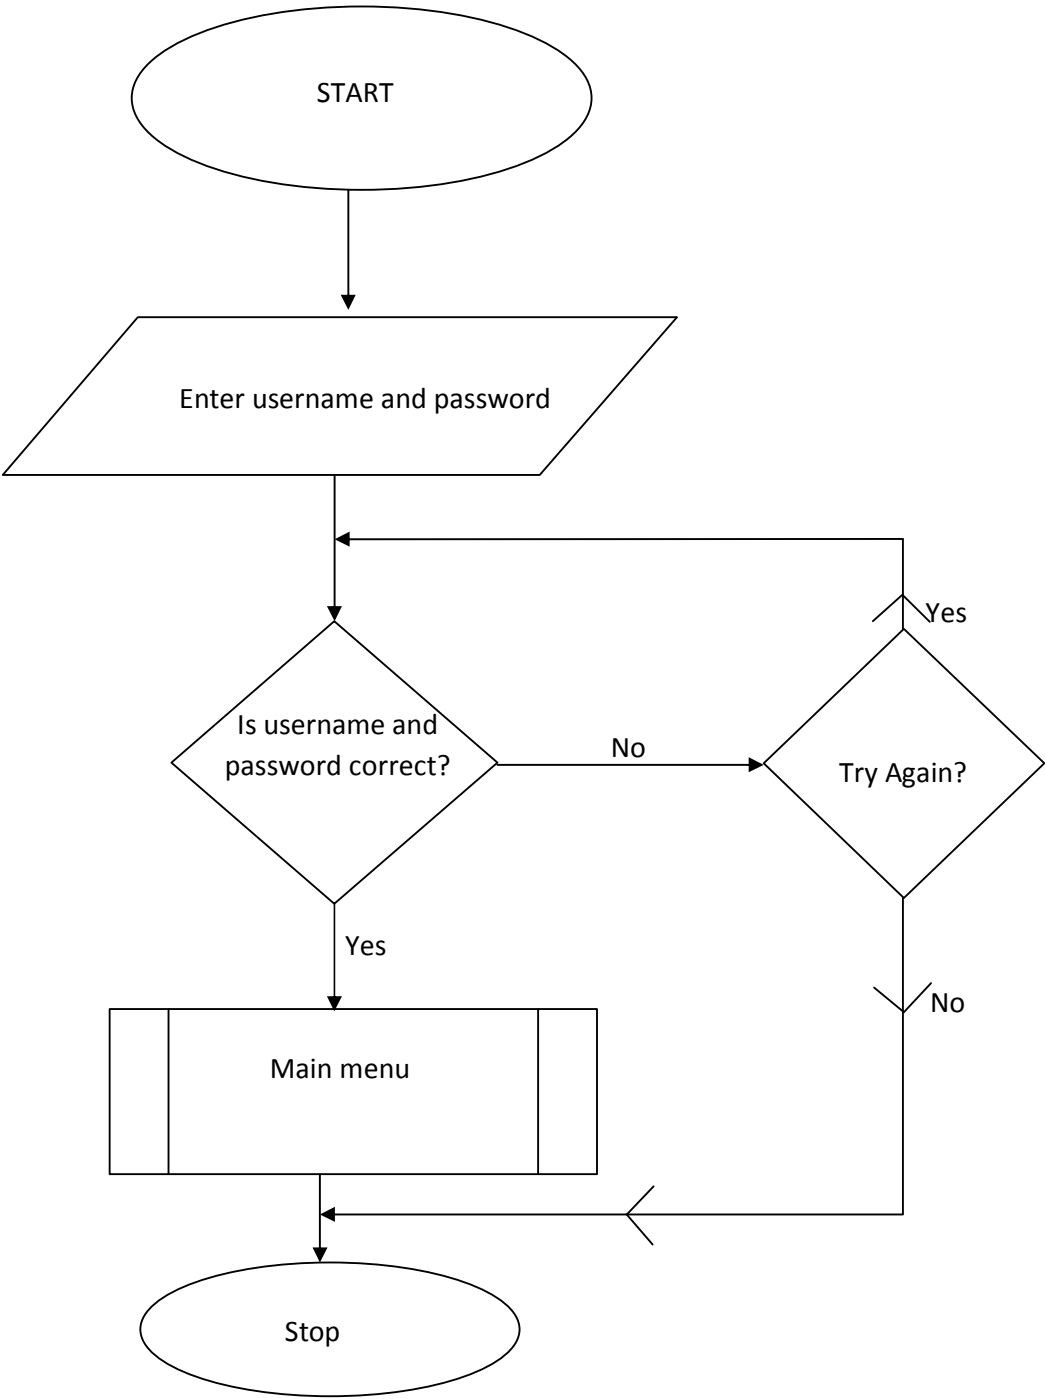 START
Enter username and password
Yes
Is username and
password correct?
No
Try Again?
Yes
No
Main menu
Stop